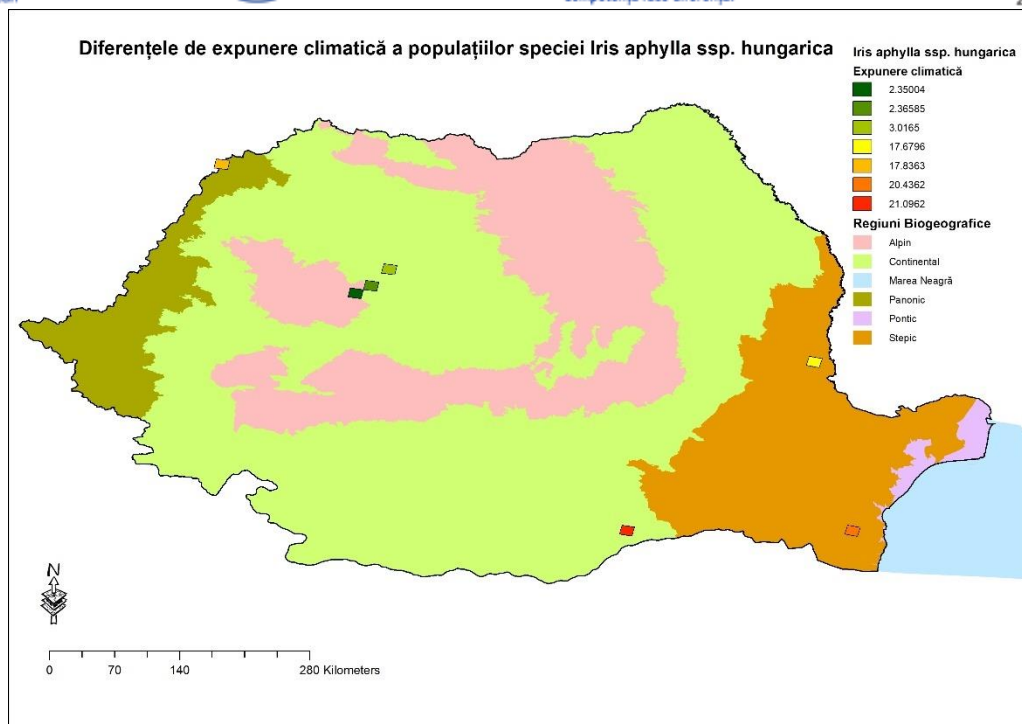 Diferențele de expunere climatică a populațiilor speciei Iris aphylla ssp. hungarica
Iris aphylla ssp. hungarica
Expunere climatică
2.35004
2.36585
3.0165
17.6796
17.8363
20.4362
21.0962
Regiuni Biogeografice
Alpin
Continental
Marea Neagră
Panonic
Pontic
Stepic
N
0 70 140 280 Kilometers